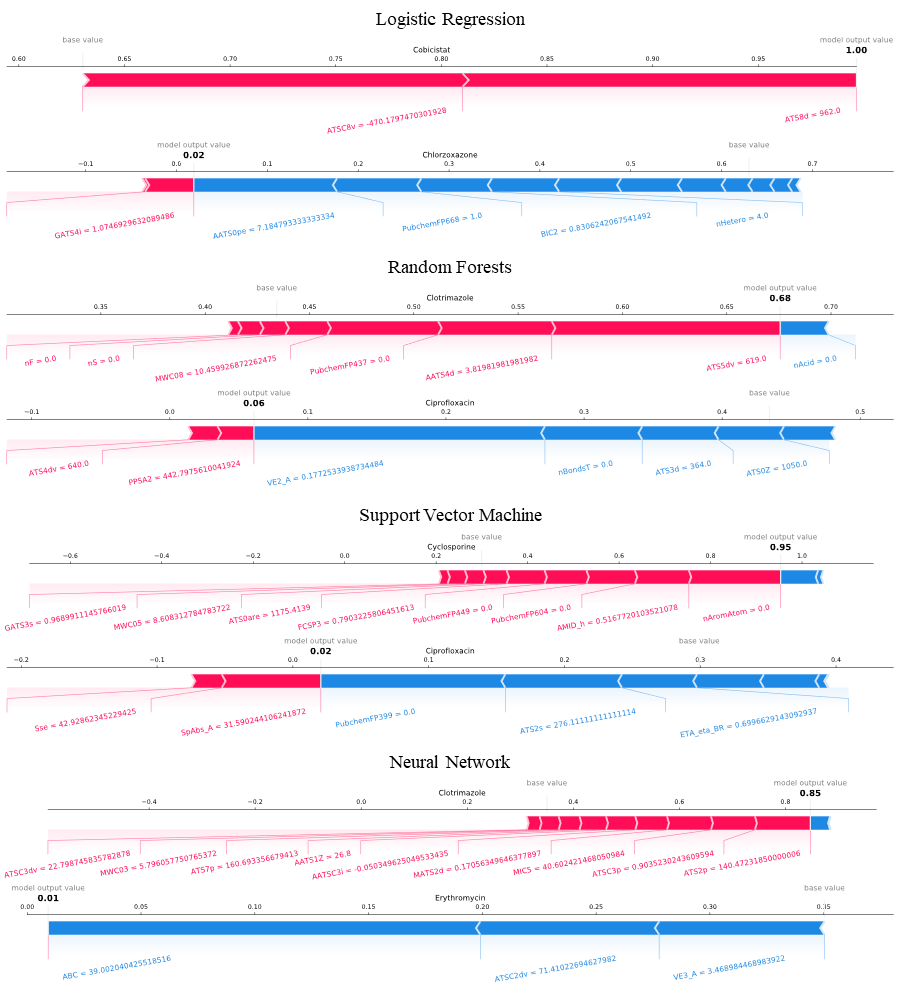 Logistic Regression
base value
model output value
Cobicistat
1.00
0.60 0.65 0.70 0.75 0.80 0.85 0.90 0.95
ATSC8v = -470.1797470301928
ATS8d = 962.0
model output value
base value
0.02
Chlorzoxazone
−0.1 0.0 0.1 0.2 0.3 0.4 0.5 0.6 0.7
GATS4i = 1.0746929632089486
AATS0pe = 7.184793333333334
PubchemFP668 = 1.0
BIC2 = 0.8306242067541492
nHetero = 4.0
Random Forests
base value
model output value
Clotrimazole
0.68
0.35 0.40 0.45 0.50 0.55 0.60 0.65 0.70
nF = 0.0
nS = 0.0
MWC08 = 10.459926872262475
PubchemFP437 = 0.0
AATS4d = 3.81981981981982
ATS5dv = 619.0
nAcid = 0.0
model output value
base value
0.06
Ciprofloxacin
−0.1 0.0 0.1 0.2 0.3 0.4 0.5
ATS4dv = 640.0
PPSA2 = 442.7975610041924
VE2_A = 0.1772533938734484
nBondsT = 0.0
ATS3d = 364.0
ATS0Z = 1050.0
Support Vector Machine
base value
model output value
Cyclosporine
0.95
−0.6 −0.4 −0.2 0.0 0.2 0.4 0.6 0.8 1.0
GATS3s = 0.9689911145766019
MWC05 = 8.608312784783722
ATS0are = 1175.4139
FCSP3 = 0.7903225806451613
PubchemFP449 = 0.0
PubchemFP604 = 0.0
AMID_h = 0.5167720103521078
nAromAtom = 0.0
model output value
base value
0.02
Ciprofloxacin
−0.2 −0.1 0.0 0.1 0.2 0.3 0.4
Sse = 42.92862345229425
SpAbs_A = 31.590244106241872
PubchemFP399 = 0.0
ATS2s = 276.11111111111114
ETA_eta_BR = 0.6996629143092937
Neural Network
base value
model output value
Clotrimazole
0.85
−0.4 −0.2 0.0 0.2 0.4 0.6 0.8
ATSC3dv = 22.798745835782878
MWC03 = 5.796057750765372
ATS7p = 160.693356679413
AATS1Z = 26.8
AATSC3i = -0.050349625049533435
MATS2d = 0.17056349646377897
MIC5 = 40.602421468050984
ATSC3p = 0.9035230243609594
ATS2p = 140.47231850000006
model output value
base value
0.01
Erythromycin
0.00 0.05 0.10 0.15 0.20 0.25 0.30 0.35
ABC = 39.002040425518516
ATSC2dv = 71.41022694627982
VE3_A = 3.468984468983922